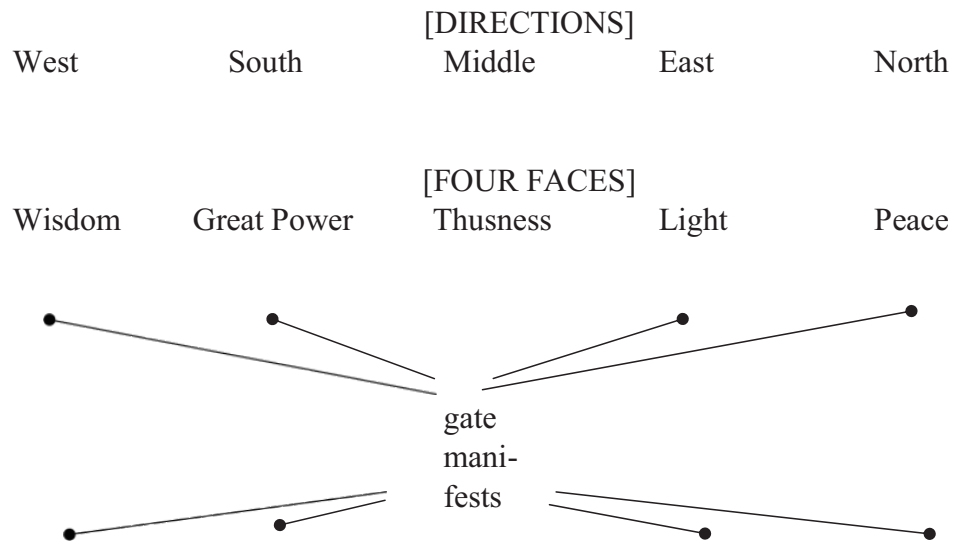 [DIRECTIONS]
West South Middle East North
[FOUR FACES]
Wisdom Great Power Thusness Light Peace
gate
mani-
fests